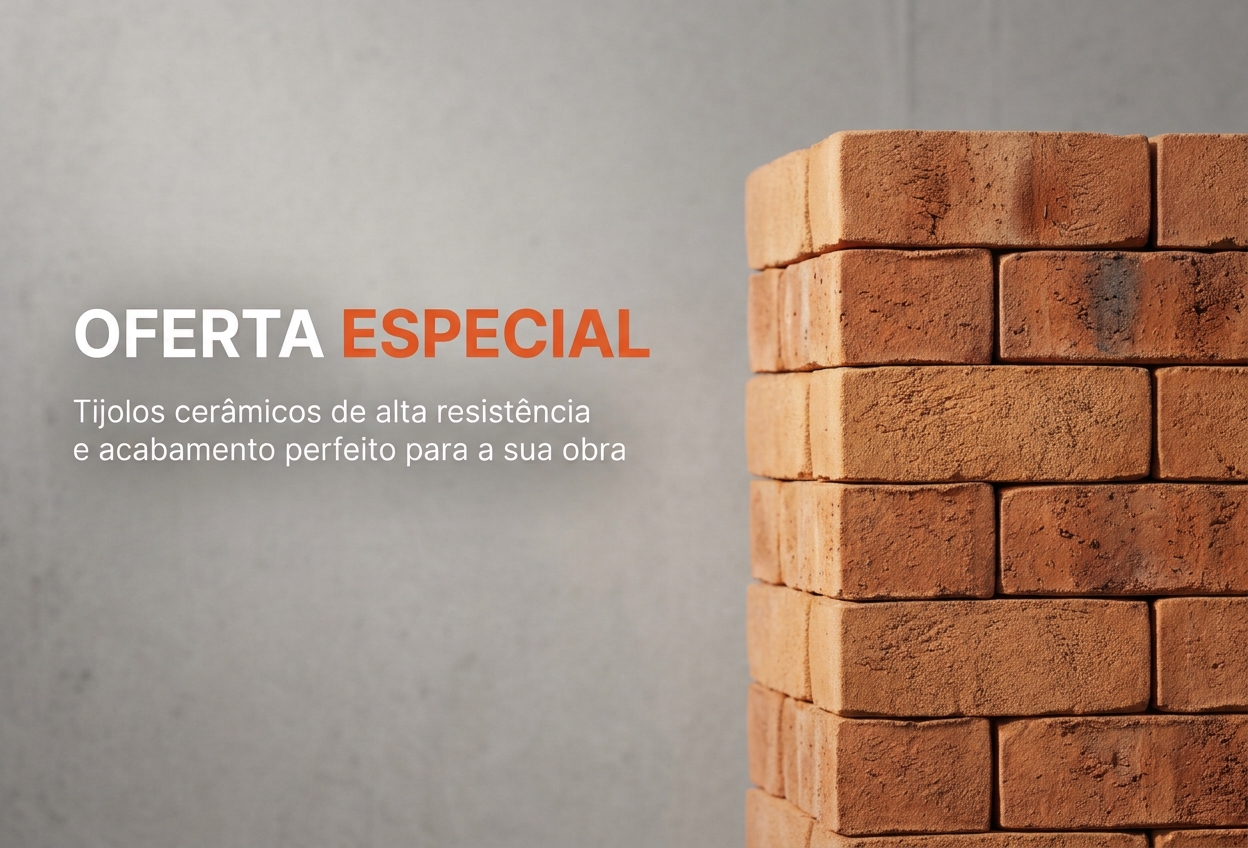 OFERTA ESPECIAL
Tijolos cerâmicos de alta resistência
e acabamento perfeito para a sua obra